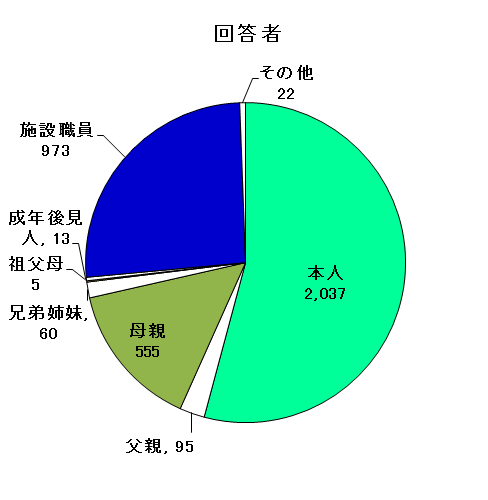 回答者
その他
22
施設職員
973
成年後見
人, 13
祖父母
5
兄弟姉妹,
60
本人
2,037
母親
555
父親, 95